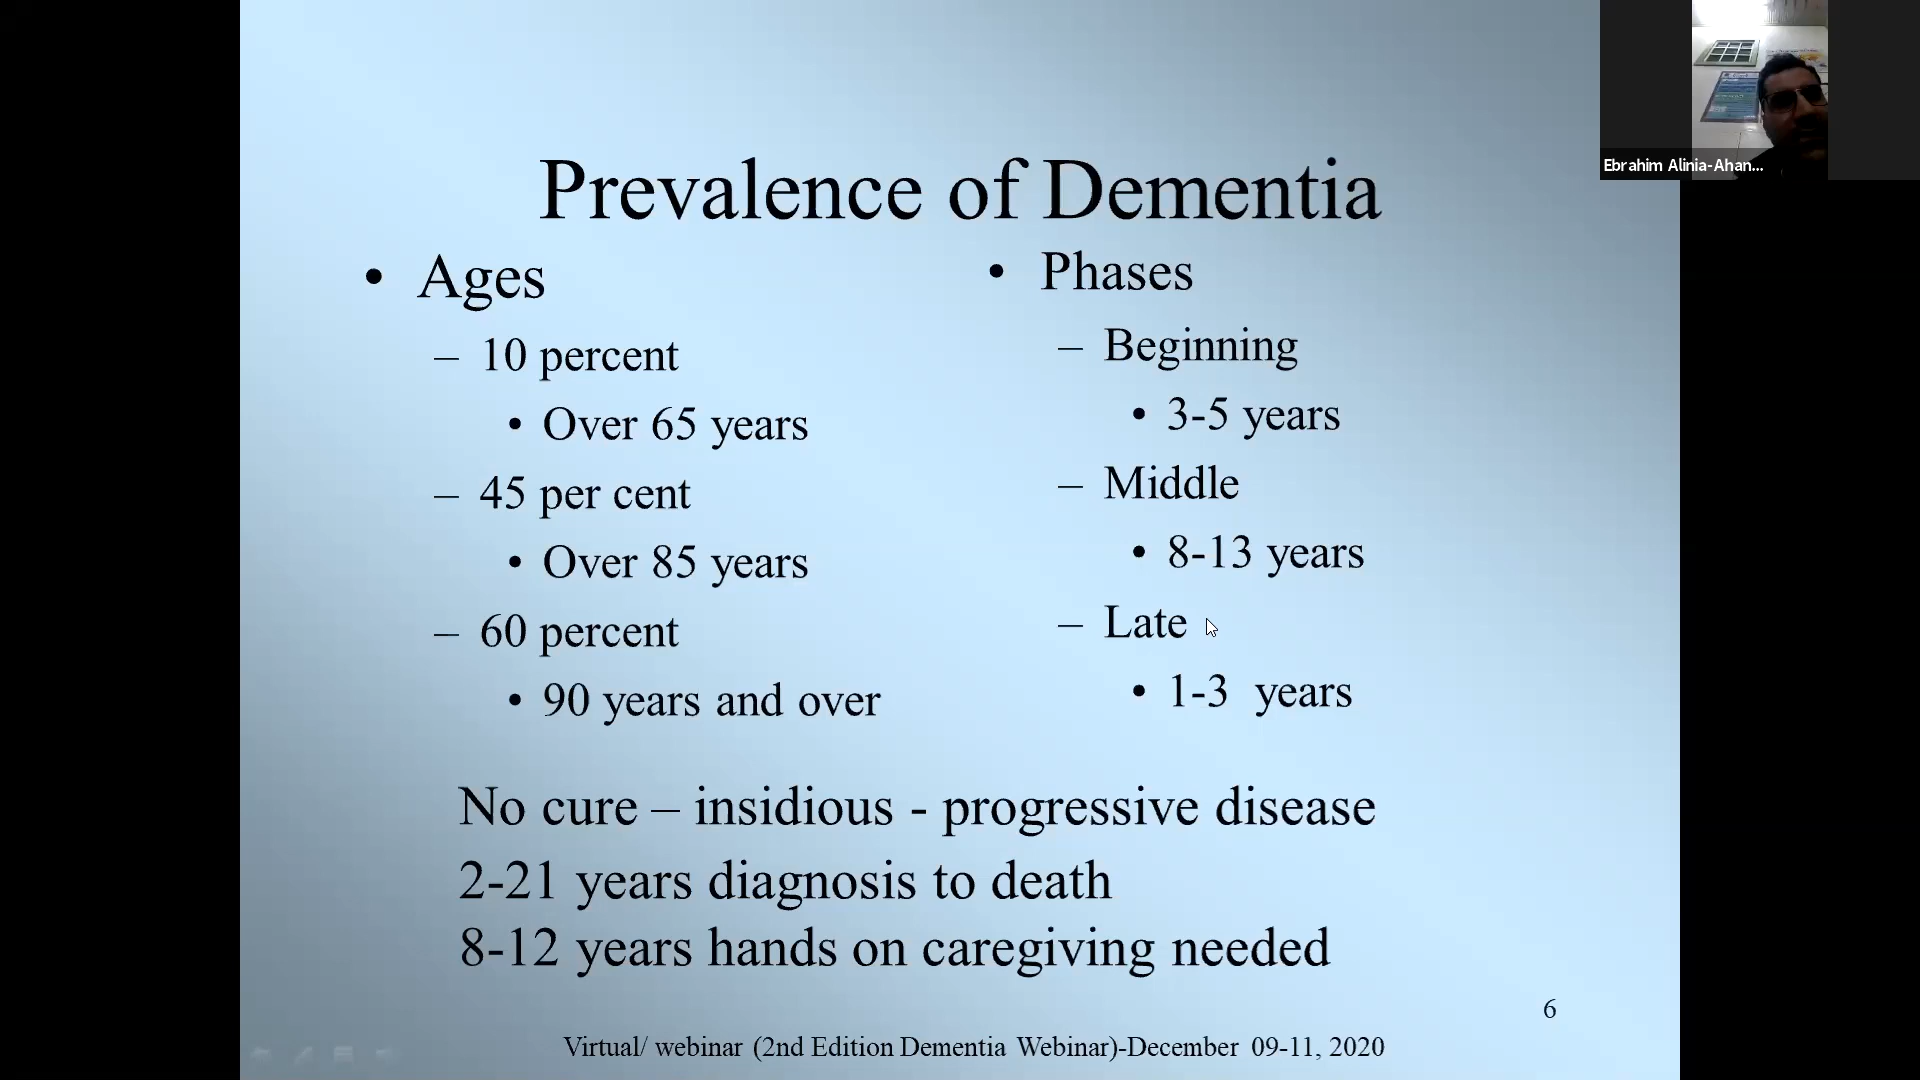 Prevalence of Dementia
• Ages
– 10 percent
• Over 65 years
– 45 per cent
• Over 85 years
– 60 percent
• 90 years and over
• Phases
– Beginning
• 3-5 years
– Middle
• 8-13 years
– Late
• 1-3 years
No cure – insidious - progressive disease
2-21 years diagnosis to death
8-12 years hands on caregiving needed
6
Virtual/ webinar (2nd Edition Dementia Webinar)-December 09-11, 2020
Ebrahim Alinia-Ahan...